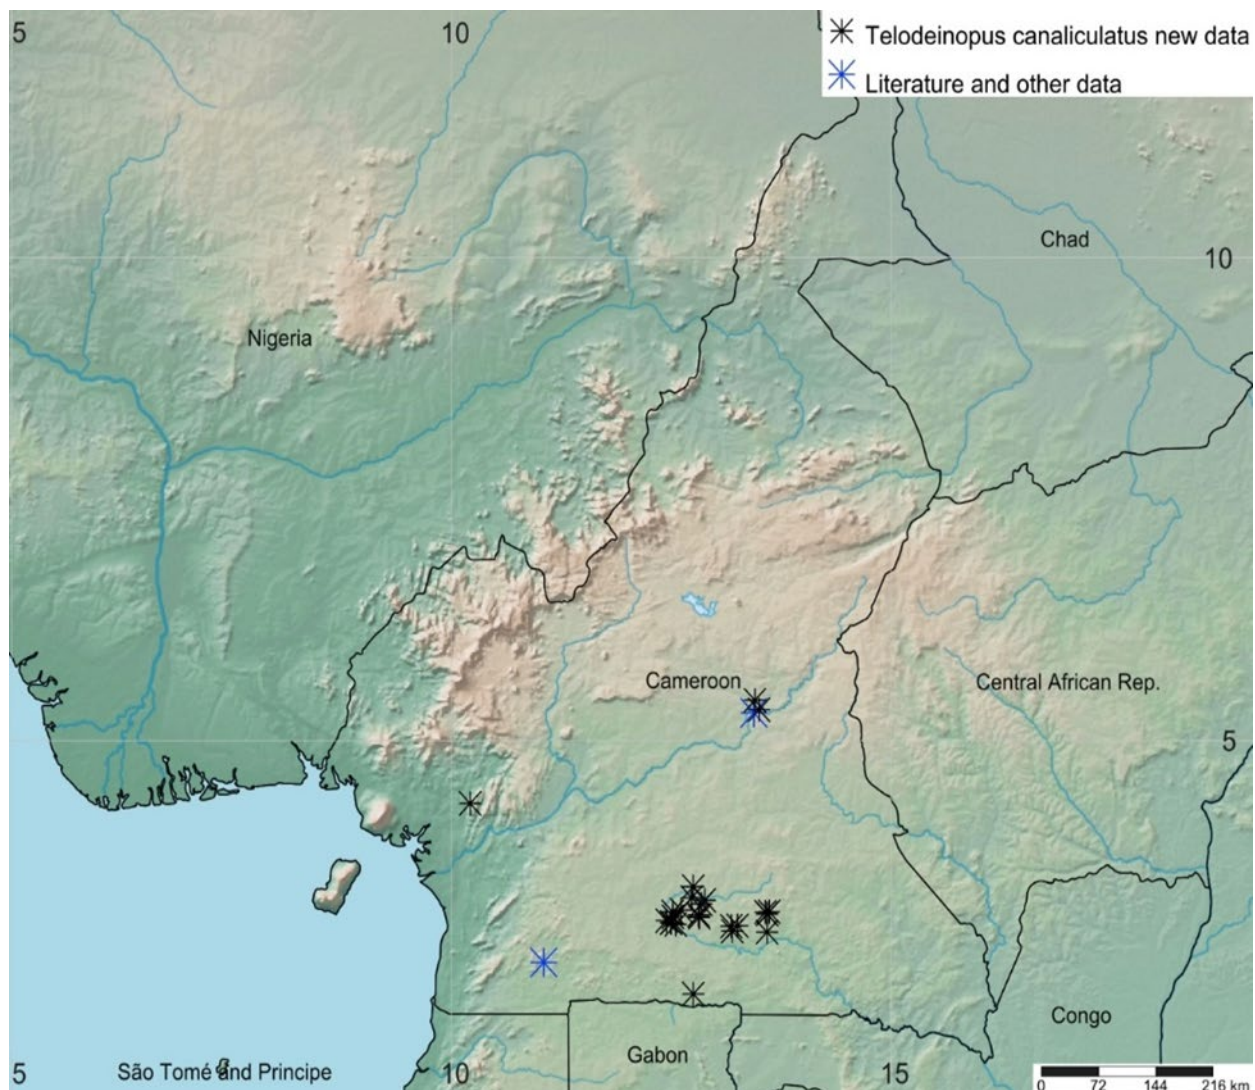 5
10
Telodeinopus canaliculatus new data
Literature and other data
Chad
10
Nigeria
Cameroon
Central African Rep.
5
Congo
Gabon
São Tomé and Principe
5
10
15
0 72 144 216 km